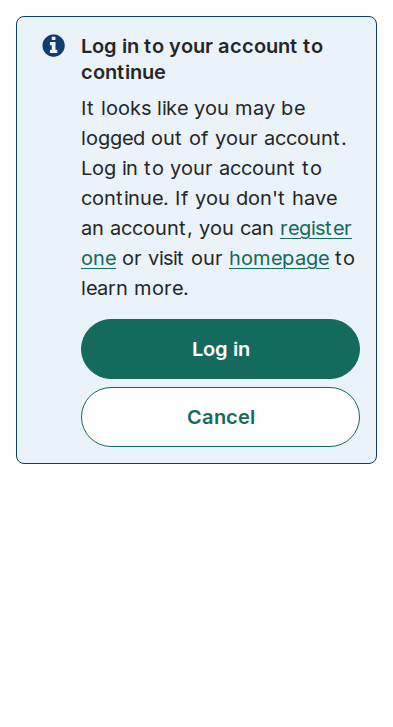 Log in to your account to
continue
It looks like you may be
logged out of your account.
Log in to your account to
continue. If you don't have
an account, you can register
one or visit our homepage to
learn more.
Log in
Cancel